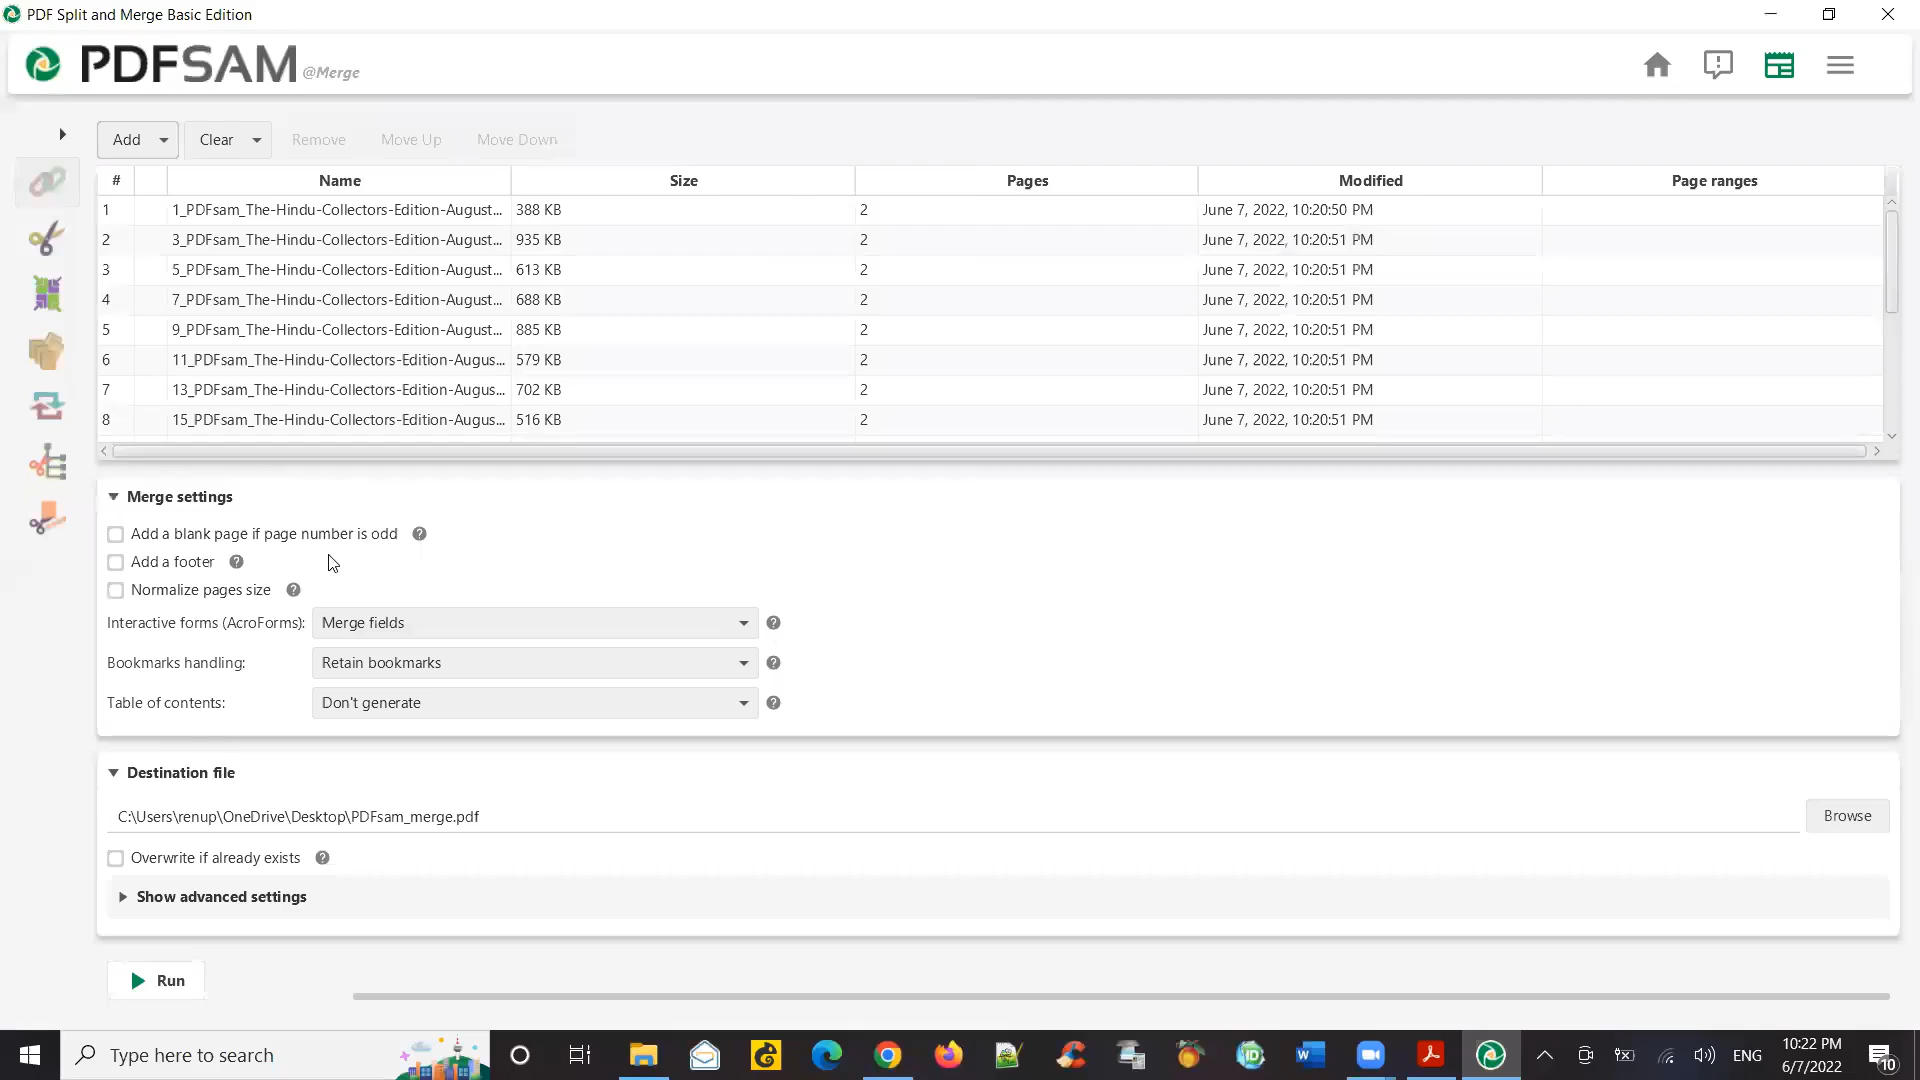 PDF Split and Merge Basic Edition
PDFSAM @Merge
Add Clear Remove Move Up Move Down
# Name Size Pages Modified Page ranges
1 1_PDFsam_The-Hindu-Collectors-Edition-August... 388 KB 2 June 7, 2022, 10:20:50 PM
2 3_PDFsam_The-Hindu-Collectors-Edition-August... 935 KB 2 June 7, 2022, 10:20:51 PM
3 5_PDFsam_The-Hindu-Collectors-Edition-August... 613 KB 2 June 7, 2022, 10:20:51 PM
4 7_PDFsam_The-Hindu-Collectors-Edition-August... 688 KB 2 June 7, 2022, 10:20:51 PM
5 9_PDFsam_The-Hindu-Collectors-Edition-August... 885 KB 2 June 7, 2022, 10:20:51 PM
6 11_PDFsam_The-Hindu-Collectors-Edition-Augus... 579 KB 2 June 7, 2022, 10:20:51 PM
7 13_PDFsam_The-Hindu-Collectors-Edition-Augus... 702 KB 2 June 7, 2022, 10:20:51 PM
8 15_PDFsam_The-Hindu-Collectors-Edition-Augus... 516 KB 2 June 7, 2022, 10:20:51 PM
Merge settings
Add a blank page if page number is odd
Add a footer
Normalize pages size
Interactive forms (AcroForms): Merge fields
Bookmarks handling: Retain bookmarks
Table of contents: Don't generate
Destination file
C:\Users\renup\OneDrive\Desktop\PDFsam_merge.pdf Browse
Overwrite if already exists
Show advanced settings
Run
Type here to search ENG 10:22 PM 10
6/7/2022